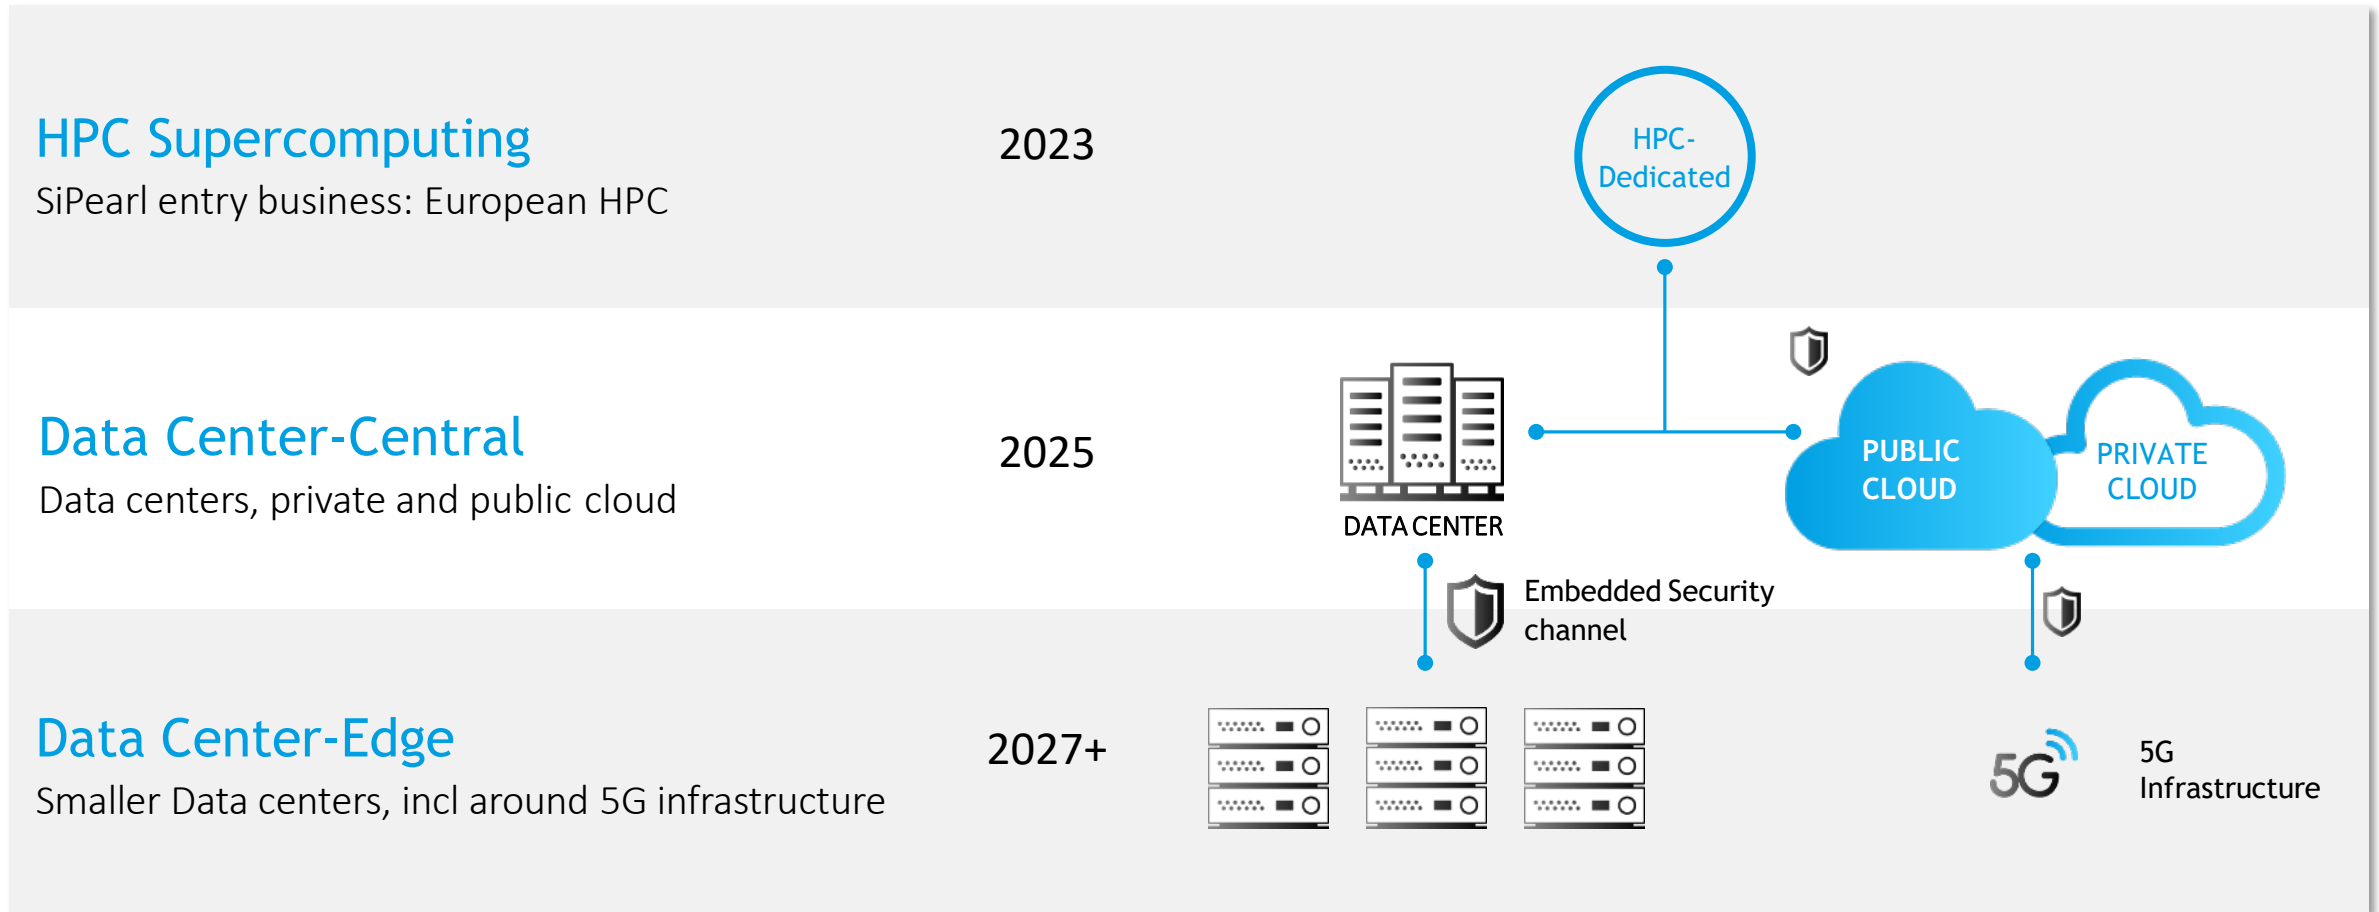 HPC Supercomputing
SiPearl entry business: European HPC
2023
HPC-
Dedicated
Data Center-Central
Data centers, private and public cloud
2025
DATA CENTER
PUBLIC
CLOUD
PRIVATE
CLOUD
Embedded Security
channel
Data Center-Edge
Smaller Data centers, incl around 5G infrastructure
2027+
5G
5G
Infrastructure